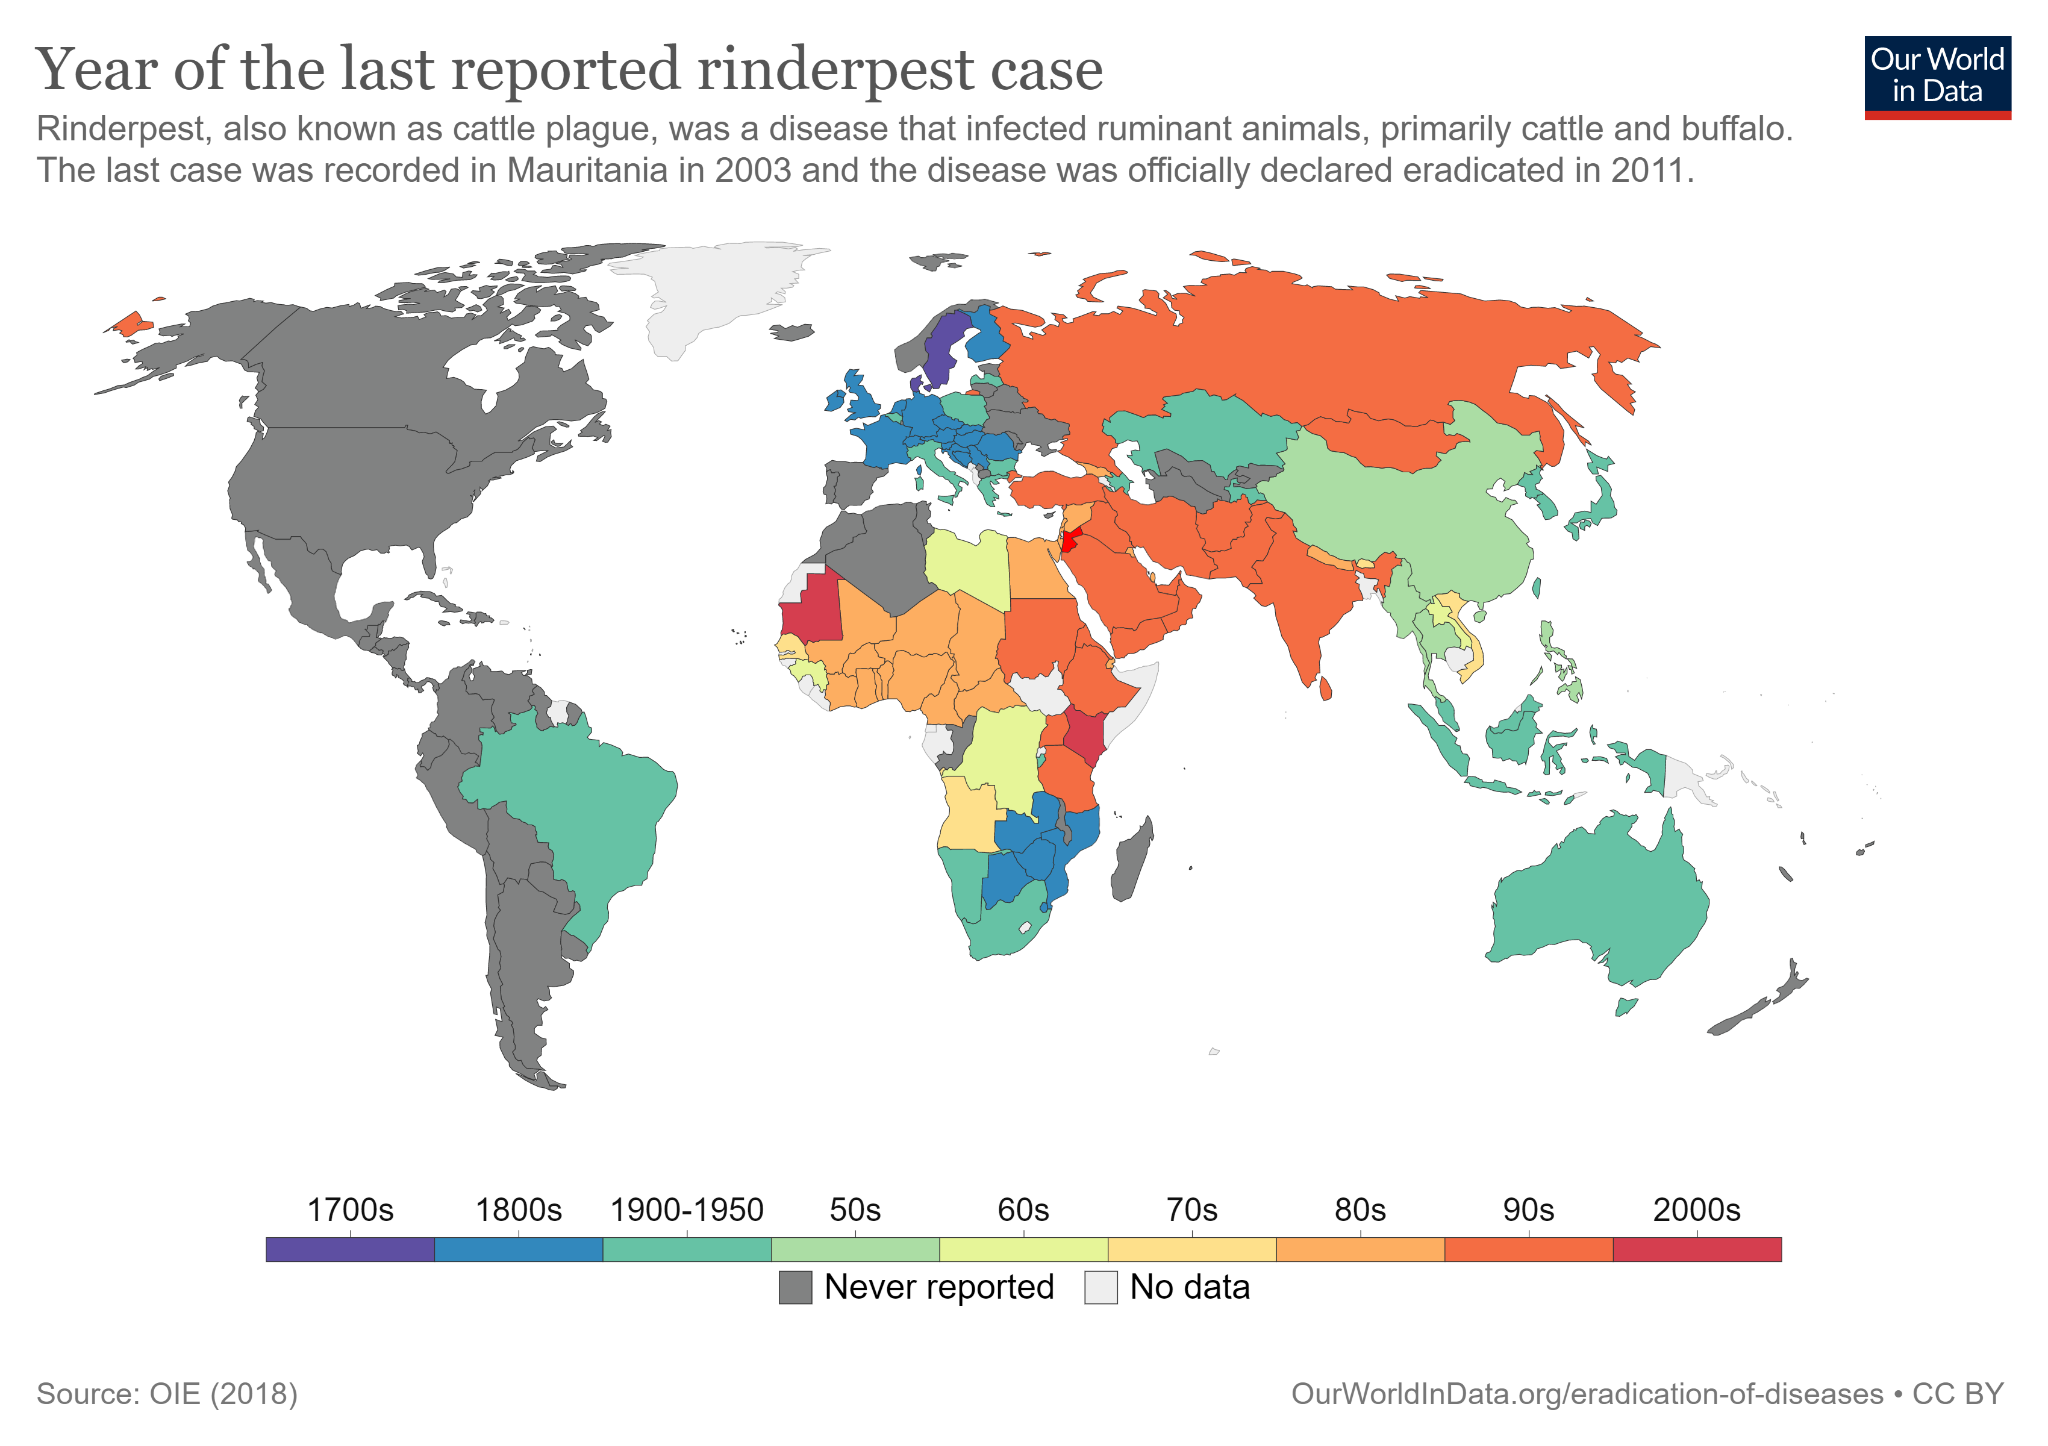 Year of the last reported rinderpest case
Our World
in Data
Rinderpest, also known as cattle plague, was a disease that infected ruminant animals, primarily cattle and buffalo.
The last case was recorded in Mauritania in 2003 and the disease was officially declared eradicated in 2011.
1700s 1800s 1900-1950 50s 60s 70s 80s 90s 2000s
Never reported No data
Source: OIE (2018)
OurWorldInData.org/eradication-of-diseases • CC BY